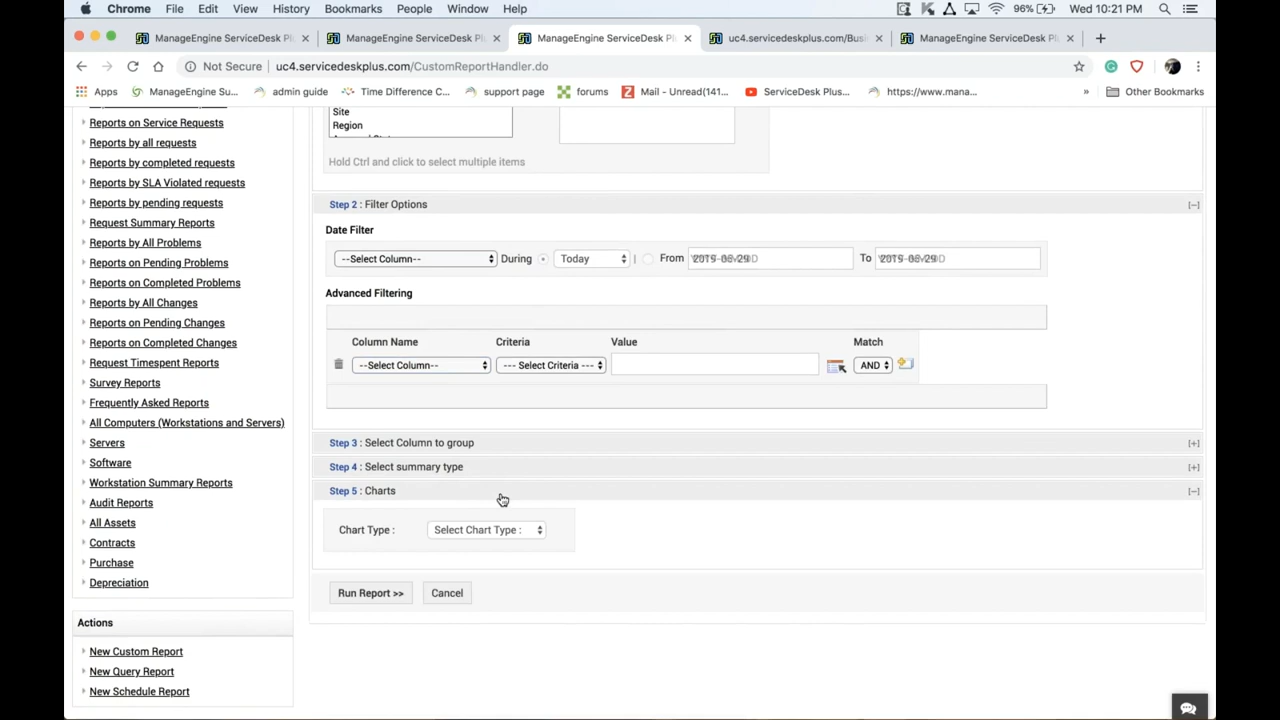 Chrome File Edit View History Bookmarks People Window Help 96% Wed 10:21 PM
ManageEngine ServiceDesk Pl × ManageEngine ServiceDesk Pl × ManageEngine ServiceDesk Pl × uc4.servicedeskplus.com/Busi × ManageEngine ServiceDesk Pl × +
Not Secure | uc4.servicedeskplus.com/CustomReportHandler.do
Apps ManageEngine Su... admin guide Time Difference C... support page forums Mail - Unread(141... ServiceDesk Plus... https://www.mana... » Other Bookmarks
Reports on Service Requests
Reports by all requests
Reports by completed requests
Reports by SLA Violated requests
Reports by pending requests
Request Summary Reports
Reports by All Problems
Reports on Pending Problems
Reports on Completed Problems
Reports by All Changes
Reports on Pending Changes
Reports on Completed Changes
Request Timespent Reports
Survey Reports
Frequently Asked Reports
All Computers (Workstations and Servers)
Servers
Software
Workstation Summary Reports
Audit Reports
All Assets
Contracts
Purchase
Depreciation
Actions
New Custom Report
New Query Report
New Schedule Report
Site
Region
Hold Ctrl and click to select multiple items
Step 2 : Filter Options [−]
Date Filter
--Select Column-- During Today | From To
Advanced Filtering
Column Name Criteria Value Match
--Select Column-- --- Select Criteria --- AND
Step 3 : Select Column to group [+]
Step 4 : Select summary type [+]
Step 5 : Charts [−]
Chart Type : Select Chart Type :
Run Report >> Cancel